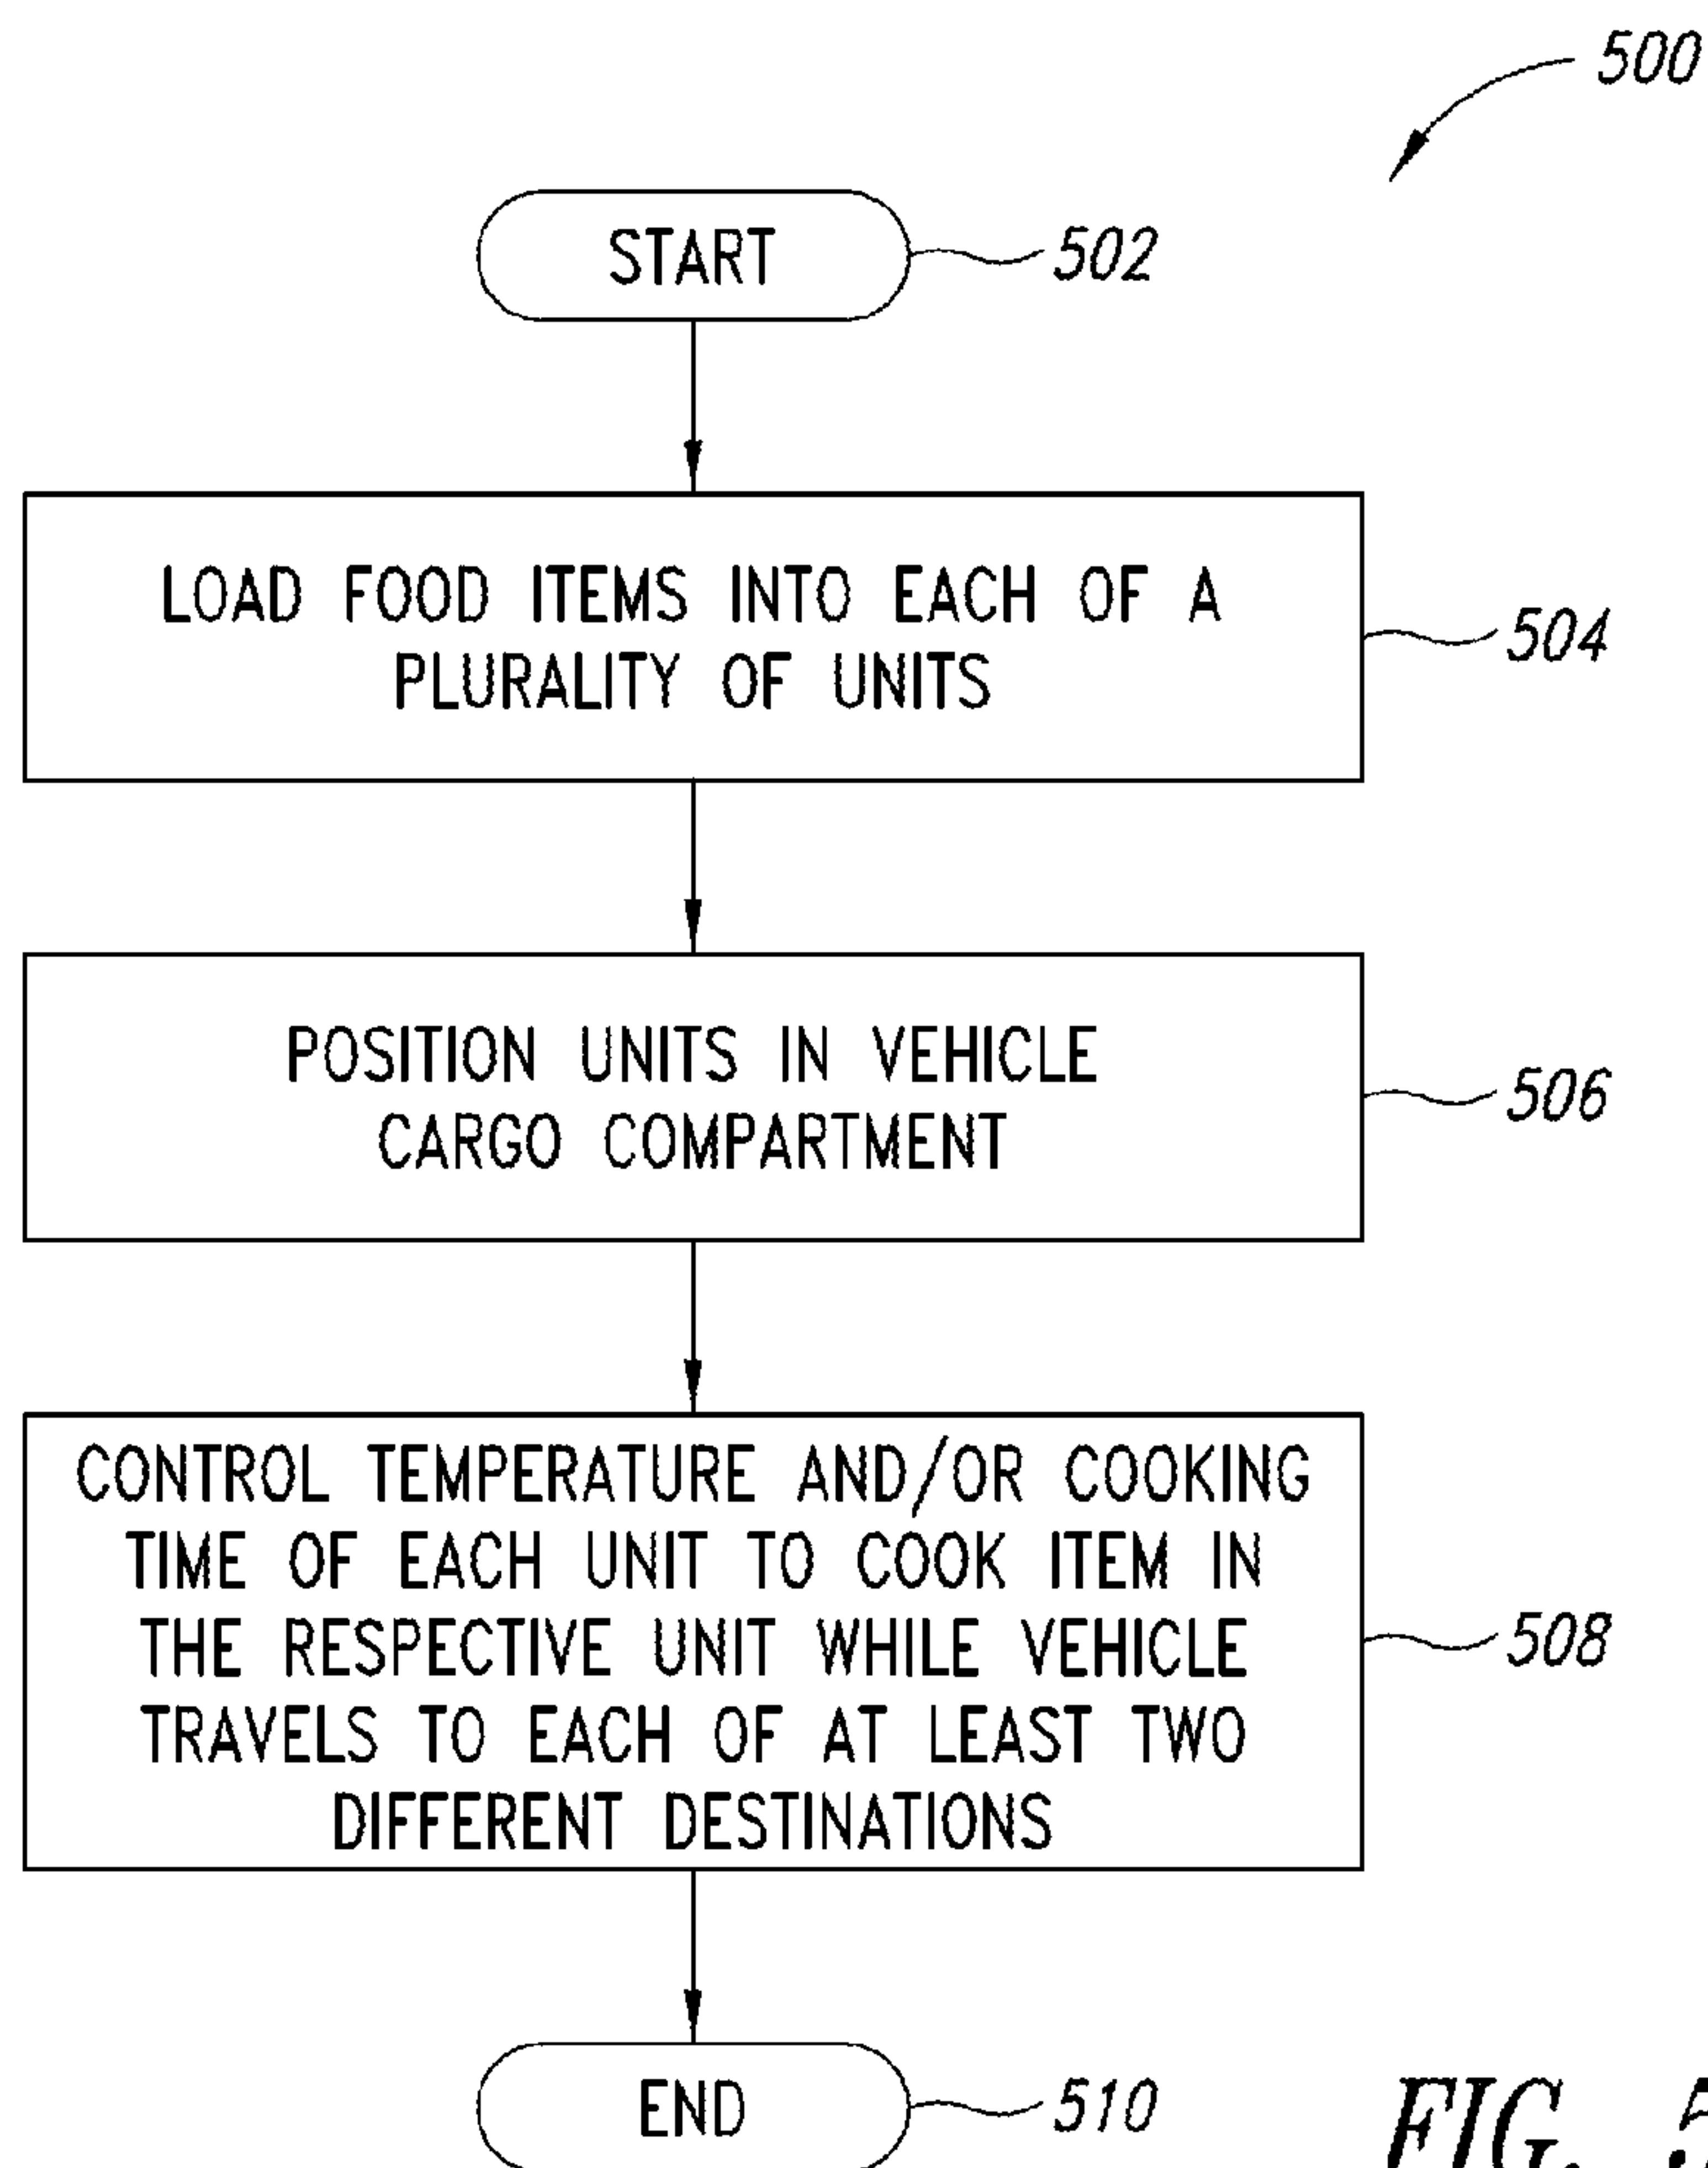 500
START
502
LOAD FOOD ITEMS INTO EACH OF A
PLURALITY OF UNITS
504
POSITION UNITS IN VEHICLE
CARGO COMPARTMENT
506
CONTROL TEMPERATURE AND/OR COOKING
TIME OF EACH UNIT TO COOK ITEM IN
THE RESPECTIVE UNIT WHILE VEHICLE
TRAVELS TO EACH OF AT LEAST TWO
DIFFERENT DESTINATIONS
508
END
510
FIG. 5